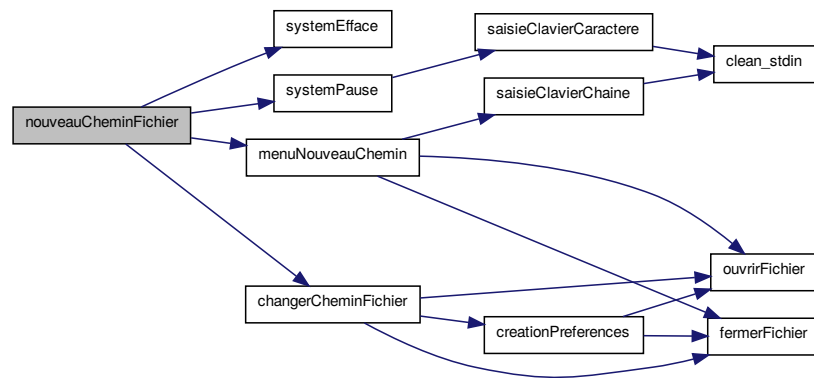 systemEfface
saisieClavierCaractere
clean_stdin
systemPause
saisieClavierChaine
nouveauCheminFichier
menuNouveauChemin
ouvrirFichier
changerCheminFichier
creationPreferences
fermerFichier